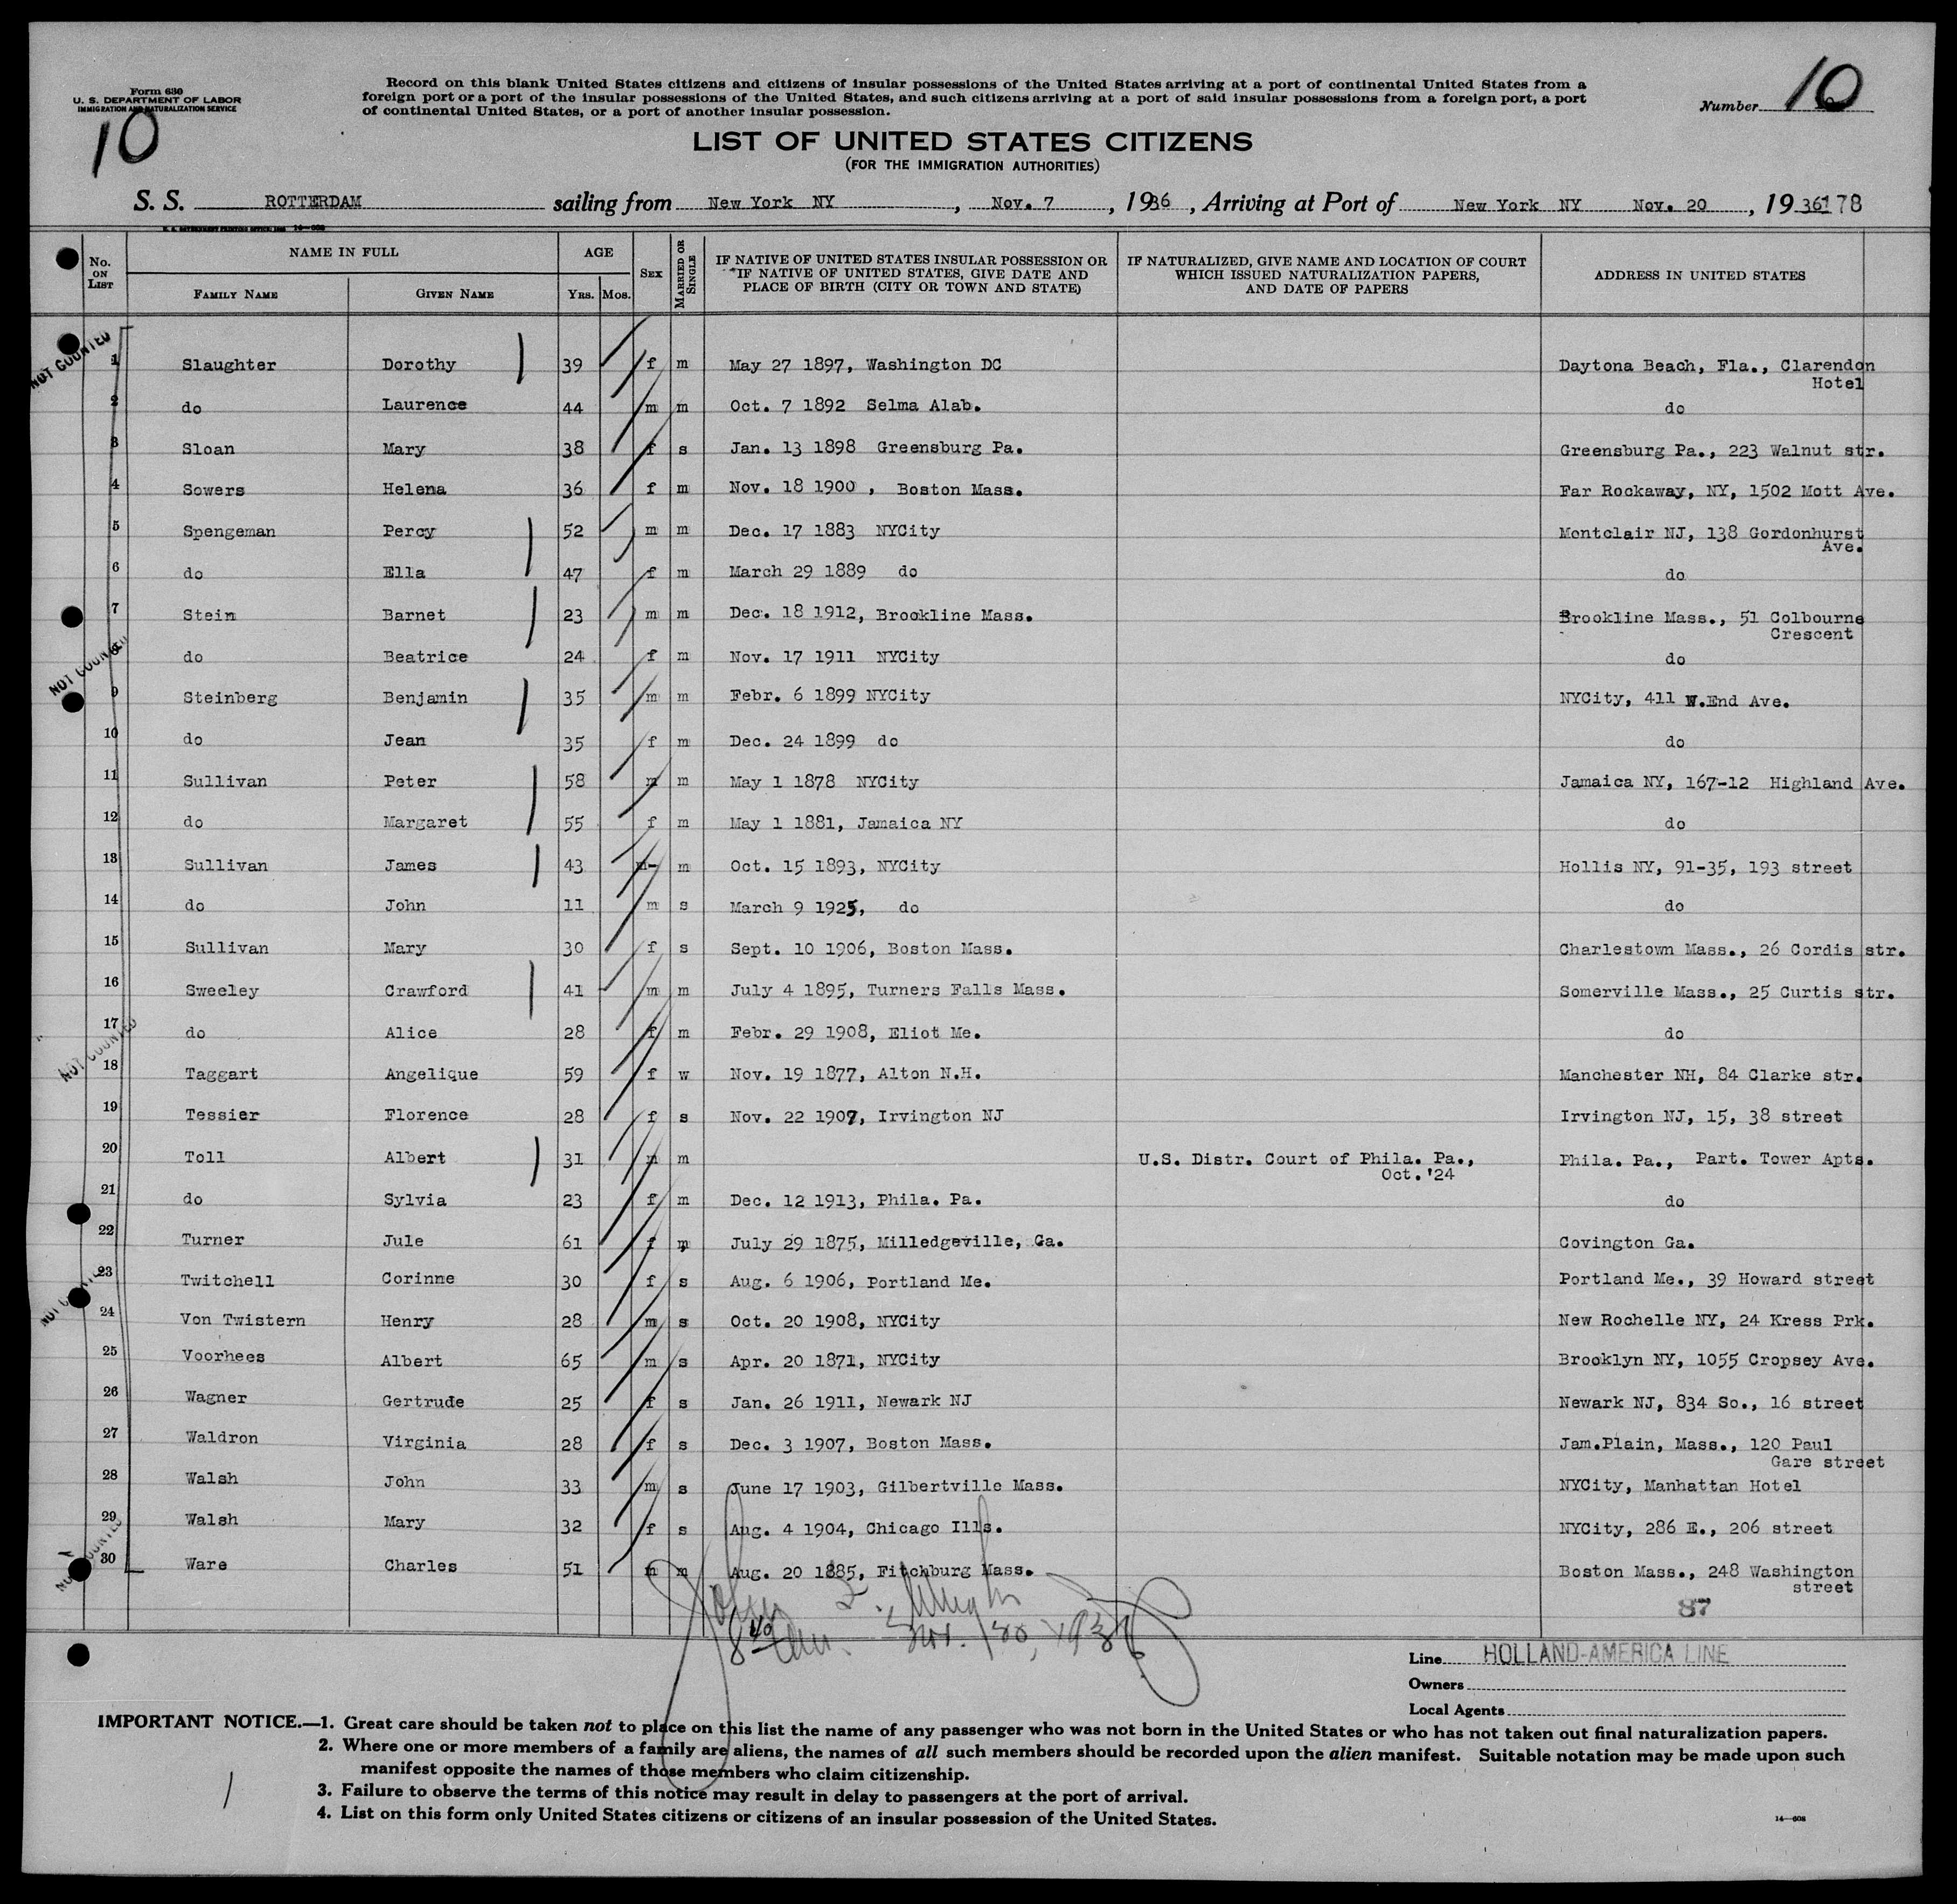 Form 630
U. S. DEPARTMENT OF LABOR
IMMIGRATION AND NATURALIZATION SERVICE
10
Record on this blank United States citizens and citizens of insular possessions of the United States arriving at a port of continental United States from a
foreign port or a port of the insular possessions of the United States, and such citizens arriving at a port of said insular possessions from a foreign port, a port
of continental United States, or a port of another insular possession.
Number 10
LIST OF UNITED STATES CITIZENS
(FOR THE IMMIGRATION AUTHORITIES)
S. S. ROTTERDAM sailing from New York NY, Nov. 7, 1936, Arriving at Port of New York NY Nov. 20, 1936 178
No. ON LIST NAME IN FULL AGE SEX MARRIED OR SINGLE IF NATIVE OF UNITED STATES INSULAR POSSESSION OR IF NATIVE OF UNITED STATES, GIVE DATE AND PLACE OF BIRTH (CITY OR TOWN AND STATE) IF NATURALIZED, GIVE NAME AND LOCATION OF COURT WHICH ISSUED NATURALIZATION PAPERS, AND DATE OF PAPERS ADDRESS IN UNITED STATES
FAMILY NAME GIVEN NAME YRS. MOS.
NOT COUNTED
1 Slaughter Dorothy 39 f m May 27 1897, Washington DC Daytona Beach, Fla., Clarendon
Hotel
2 do Laurence 44 m m Oct. 7 1892 Selma Alab. do
3 Sloan Mary 38 f s Jan. 13 1898 Greensburg Pa. Greensburg Pa., 223 Walnut str.
4 Sowers Helena 36 f m Nov. 18 1900 , Boston Mass. Far Rockaway, NY, 1502 Mott Ave.
5 Spengeman Percy 52 m m Dec. 17 1883 NYCity Montclair NJ, 138 Gordonhurst
Ave.
6 do Ella 47 f m March 29 1889 do do
7 Stein Barnet 23 m m Dec. 18 1912, Brookline Mass. Brookline Mass., 51 Colbourne
Crescent
NOT COUNTED
8 do Beatrice 24 f m Nov. 17 1911 NYCity do
9 Steinberg Benjamin 35 m m Febr. 6 1899 NYCity NYCity, 411 W.End Ave.
10 do Jean 35 f m Dec. 24 1899 do do
11 Sullivan Peter 58 m m May 1 1878 NYCity Jamaica NY, 167-12 Highland Ave.
12 do Margaret 55 f m May 1 1881, Jamaica NY do
13 Sullivan James 43 m- m Oct. 15 1893, NYCity Hollis NY, 91-35, 193 street
14 do John 11 m s March 9 1925, do do
15 Sullivan Mary 30 f s Sept. 10 1906, Boston Mass. Charlestown Mass., 26 Cordis str.
16 Sweeley Crawford 41 m m July 4 1895, Turners Falls Mass. Somerville Mass., 25 Curtis str.
17 do Alice 28 f m Febr. 29 1908, Eliot Me. do
NOT COUNTED
18 Taggart Angelique 59 f w Nov. 19 1877, Alton N.H. Manchester NH, 84 Clarke str.
19 Tessier Florence 28 f s Nov. 22 1907, Irvington NJ Irvington NJ, 15, 38 street
20 Toll Albert 31 m m U.S. Distr. Court of Phila. Pa., Phila. Pa., Part. Tower Apts.
Oct. '24
21 do Sylvia 23 f m Dec. 12 1913, Phila. Pa. do
22 Turner Jule 61 f m July 29 1875, Milledgeville, Ga. Covington Ga.
23 Twitchell Corinne 30 f s Aug. 6 1906, Portland Me. Portland Me., 39 Howard street
NOT COUNTED
24 Von Twistern Henry 28 m s Oct. 20 1908, NYCity New Rochelle NY, 24 Kress Prk.
25 Voorhees Albert 65 m s Apr. 20 1871, NYCity Brooklyn NY, 1055 Cropsey Ave.
26 Wagner Gertrude 25 f s Jan. 26 1911, Newark NJ Newark NJ, 834 So., 16 street
27 Waldron Virginia 28 f s Dec. 3 1907, Boston Mass. Jam.Plain, Mass., 120 Paul
Gare street
28 Walsh John 33 m s June 17 1903, Gilbertville Mass. NYCity, Manhattan Hotel
29 Walsh Mary 32 f s Aug. 4 1904, Chicago Ills. NYCity, 286 E., 206 street
NOT COUNTED
30 Ware Charles 51 m m Aug. 20 1885, Fitchburg Mass. Boston Mass., 248 Washington
street
87
John
8 40 am. Nov. 20, 1936
Line HOLLAND-AMERICA LINE
Owners
Local Agents
IMPORTANT NOTICE.—1. Great care should be taken not to place on this list the name of any passenger who was not born in the United States or who has not taken out final naturalization papers.
2. Where one or more members of a family are aliens, the names of all such members should be recorded upon the alien manifest. Suitable notation may be made upon such
manifest opposite the names of those members who claim citizenship.
3. Failure to observe the terms of this notice may result in delay to passengers at the port of arrival.
4. List on this form only United States citizens or citizens of an insular possession of the United States.
14—608